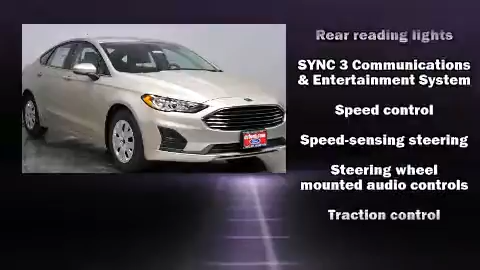 Rear reading lights
SYNC 3 Communications
& Entertainment System
Speed control
Speed-sensing steering
Steering wheel
mounted audio controls
Traction control